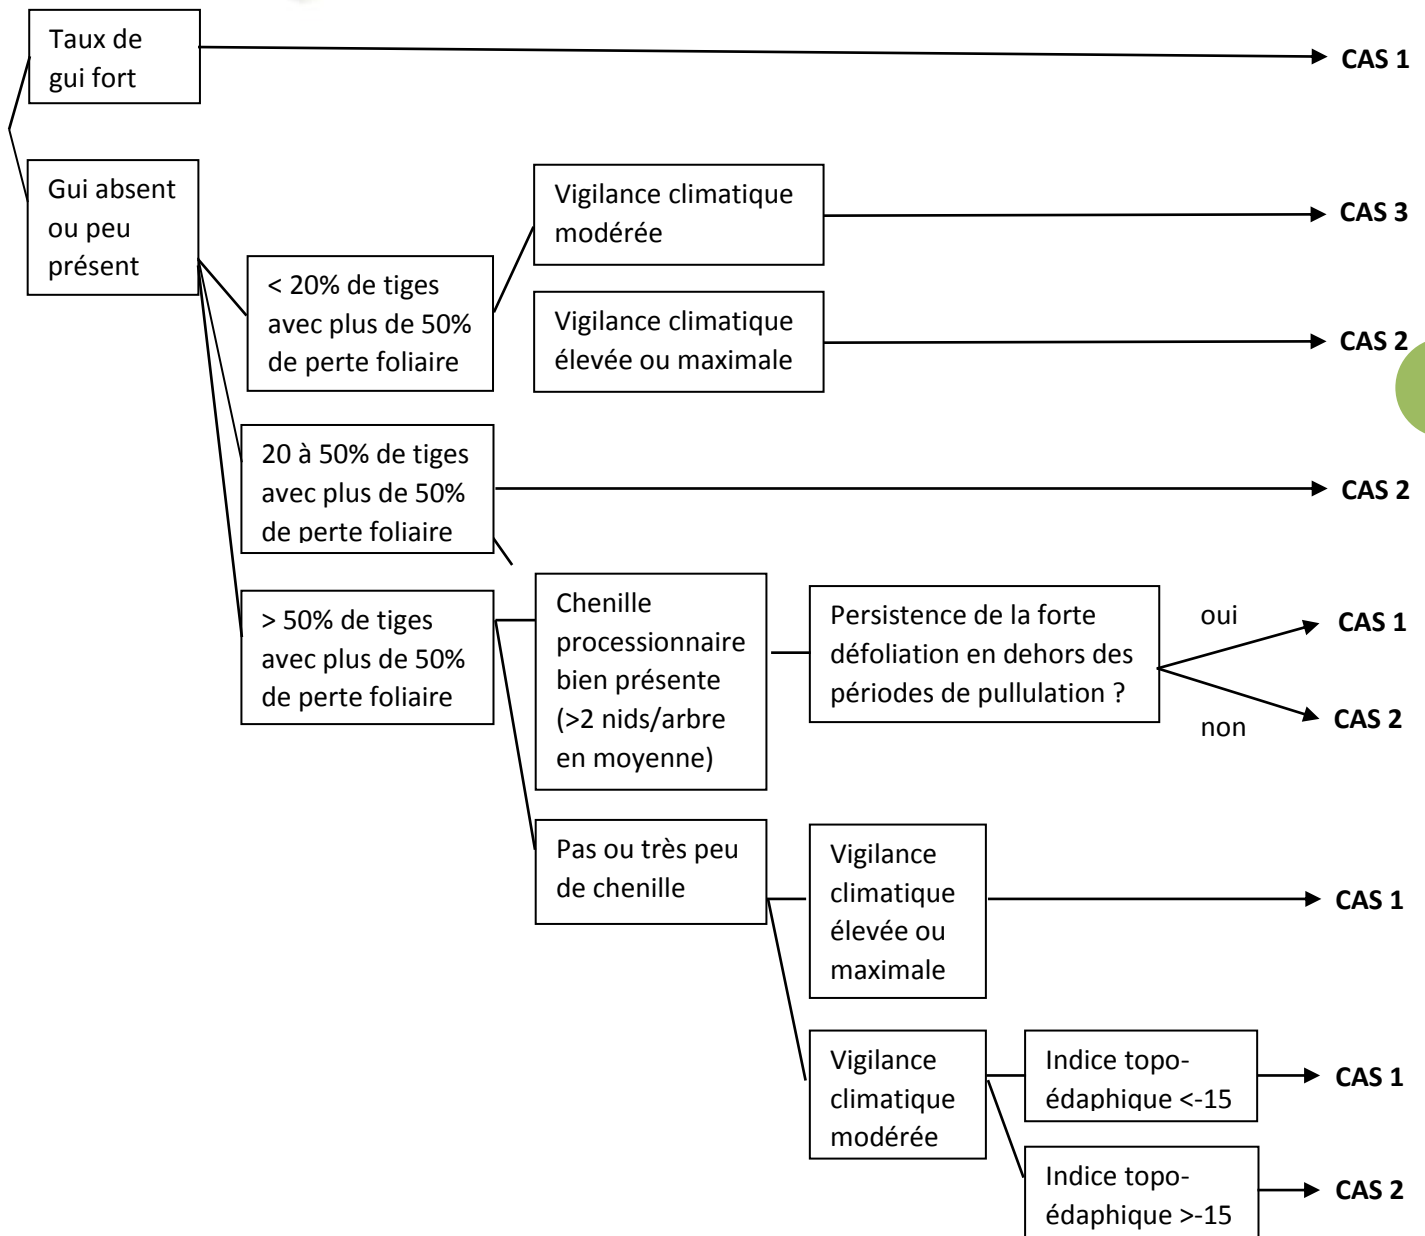 Taux de
gui fort
CAS 1
Gui absent
ou peu
présent
< 20% de tiges
avec plus de 50%
de perte foliaire
Vigilance climatique
modérée
CAS 3
Vigilance climatique
élevée ou maximale
CAS 2
20 à 50% de tiges
avec plus de 50%
de perte foliaire
CAS 2
> 50% de tiges
avec plus de 50%
de perte foliaire
Chenille
processionnaire
bien présente
(>2 nids/arbre
en moyenne)
Persistence de la forte
défoliation en dehors des
périodes de pullulation ?
oui
CAS 1
non
CAS 2
Pas ou très peu
de chenille
Vigilance
climatique
élevée ou
maximale
CAS 1
Vigilance
climatique
modérée
Indice topo-
édaphique <-15
CAS 1
Indice topo-
édaphique >-15
CAS 2